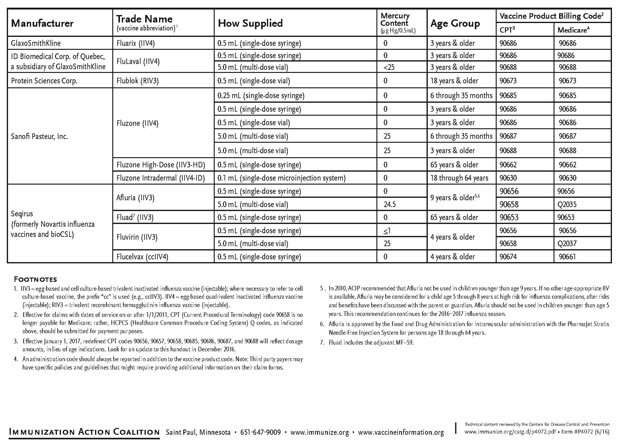 Vaccine Product Billing Code2
Manufacturer Trade Name How Supplied Mercury Age Group
(vaccine abbreviation)1 Content CPT3 Medicare4
(μg Hg/0.5mL)
GlaxoSmithKline Fluarix (IIV4) 0.5 mL (single-dose syringe) 0 3 years & older 90686 90686
ID Biomedical Corp. of Quebec, FluLaval (IIV4) 0.5 mL (single-dose syringe) 0 3 years & older 90686 90686
a subsidiary of GlaxoSmithKline 5.0 mL (multi-dose vial) <25 3 years & older 90688 90688
Protein Sciences Corp. Flublok (RIV3) 0.5 mL (single-dose vial) 0 18 years & older 90673 90673
Sanofi Pasteur, Inc. Fluzone (IIV4) 0.25 mL (single-dose syringe) 0 6 through 35 months 90685 90685
0.5 mL (single-dose syringe) 0 3 years & older 90686 90686
0.5 mL (single-dose vial) 0 3 years & older 90686 90686
5.0 mL (multi-dose vial) 25 6 through 35 months 90687 90687
5.0 mL (multi-dose vial) 25 3 years & older 90688 90688
Fluzone High-Dose (IIV3-HD) 0.5 mL (single-dose syringe) 0 65 years & older 90662 90662
Fluzone Intradermal (IIV4-ID) 0.1 mL (single-dose microinjection system) 0 18 through 64 years 90630 90630
Seqirus Afluria (IIV3) 0.5 mL (single-dose syringe) 0 9 years & older5,6 90656 90656
(formerly Novartis influenza 5.0 mL (multi-dose vial) 24.5 90658 Q2035
vaccines and bioCSL) Fluad7 (IIV3) 0.5 mL (single-dose syringe) 0 65 years & older 90653 90653
Fluvirin (IIV3) 0.5 mL (single-dose syringe) ≤1 4 years & older 90656 90656
5.0 mL (multi-dose vial) 25 90658 Q2037
Flucelvax (ccIIV4) 0.5 mL (single-dose syringe) 0 4 years & older 90674 90661
FOOTNOTES
1. IIV3 = egg-based and cell culture-based trivalent inactivated influenza vaccine (injectable); where necessary to refer to cell
culture-based vaccine, the prefix "cc" is used (e.g., ccIIV3). IIV4 = egg-based quadrivalent inactivated influenza vaccine
(injectable); RIV3 = trivalent recombinant hemagglutinin influenza vaccine (injectable).
2. Effective for claims with dates of service on or after 1/1/2011, CPT (Current Procedural Terminology) code 90658 is no
longer payable for Medicare; rather, HCPCS (Healthcare Common Procedure Coding System) Q codes, as indicated
above, should be submitted for payment purposes.
3. Effective January 1, 2017, redefined CPT codes 90656, 90657, 90658, 90685, 90686, 90687, and 90688 will reflect dosage
amounts, in lieu of age indications. Look for an update to this handout in December 2016.
4. An administration code should always be reported in addition to the vaccine product code. Note: Third party payers may
have specific policies and guidelines that might require providing additional information on their claim forms.
5. In 2010, ACIP recommended that Afluria not be used in children younger than age 9 years. If no other age-appropriate IIV
is available, Afluria may be considered for a child age 5 through 8 years at high risk for influenza complications, after risks
and benefits have been discussed with the parent or guardian. Afluria should not be used in children younger than age 5
years. This recommendation continues for the 2016–2017 influenza season.
6. Afluria is approved by the Food and Drug Administration for intramuscular administration with the PharmaJet Stratis
Needle-Free Injection System for persons age 18 through 64 years.
7. Fluad includes the adjuvant MF-59.
IMMUNIZATION ACTION COALITION Saint Paul, Minnesota • 651-647-9009 • www.immunize.org • www.vaccineinformation.org
Technical content reviewed by the Centers for Disease Control and Prevention
www.immunize.org/catg.d/p4072.pdf • Item #P4072 (6/16)